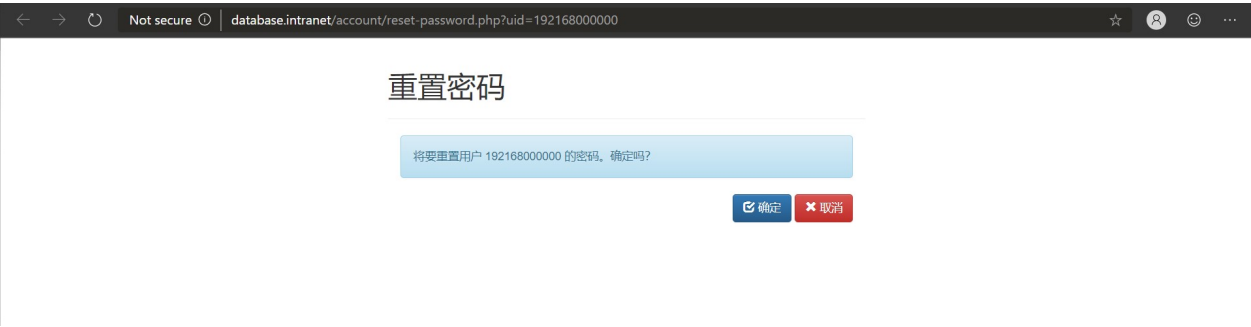 Not secure database.intranet/account/reset-password.php?uid=192168000000
重置密码
将要重置用户 192168000000 的密码。确定吗?
确定 取消